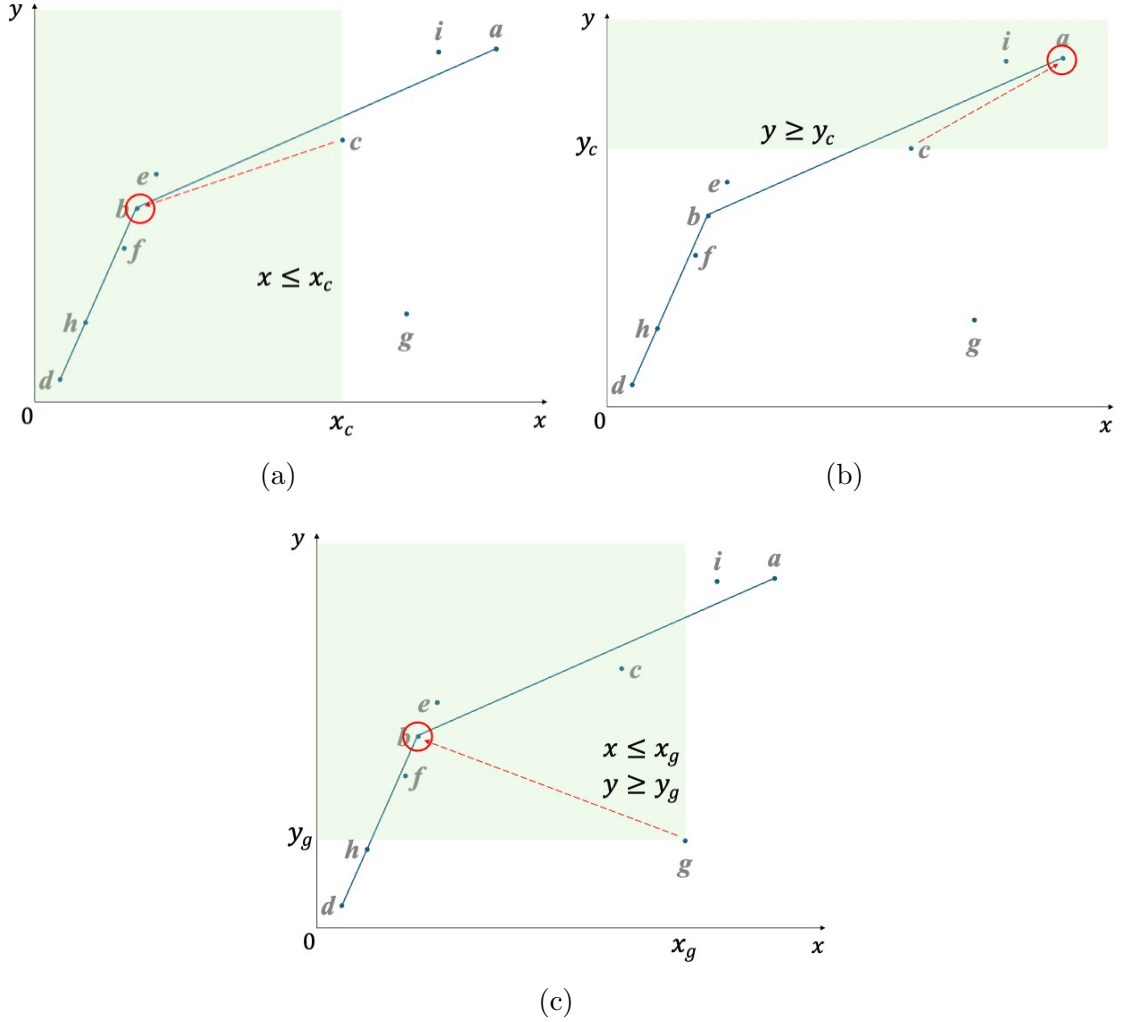 y
i
a
c
e
b
f
x ≤ x_c
h
g
d
0
x_c
x
(a)
y
i
a
y ≥ y_c
y_c
c
e
b
f
h
g
d
0
x
(b)
y
i
a
c
e
b
x ≤ x_g
f
y ≥ y_g
y_g
h
g
d
0
x_g
x
(c)